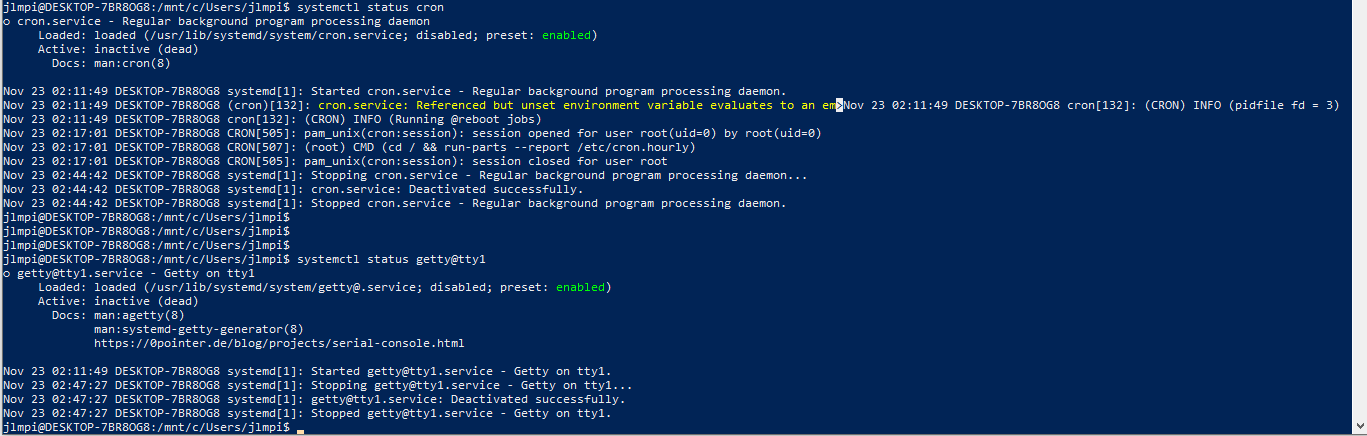 jlmpi@DESKTOP-7BR8OG8:/mnt/c/Users/jlmpi$ systemctl status cron
○ cron.service - Regular background program processing daemon
     Loaded: loaded (/usr/lib/systemd/system/cron.service; disabled; preset: enabled)
     Active: inactive (dead)
       Docs: man:cron(8)

Nov 23 02:11:49 DESKTOP-7BR8OG8 systemd[1]: Started cron.service - Regular background program processing daemon.
Nov 23 02:11:49 DESKTOP-7BR8OG8 (cron)[132]: cron.service: Referenced but unset environment variable evaluates to an em>Nov 23 02:11:49 DESKTOP-7BR8OG8 cron[132]: (CRON) INFO (pidfile fd = 3)
Nov 23 02:11:49 DESKTOP-7BR8OG8 cron[132]: (CRON) INFO (Running @reboot jobs)
Nov 23 02:17:01 DESKTOP-7BR8OG8 CRON[505]: pam_unix(cron:session): session opened for user root(uid=0) by root(uid=0)
Nov 23 02:17:01 DESKTOP-7BR8OG8 CRON[507]: (root) CMD (cd / && run-parts --report /etc/cron.hourly)
Nov 23 02:17:01 DESKTOP-7BR8OG8 CRON[505]: pam_unix(cron:session): session closed for user root
Nov 23 02:44:42 DESKTOP-7BR8OG8 systemd[1]: Stopping cron.service - Regular background program processing daemon...
Nov 23 02:44:42 DESKTOP-7BR8OG8 systemd[1]: cron.service: Deactivated successfully.
Nov 23 02:44:42 DESKTOP-7BR8OG8 systemd[1]: Stopped cron.service - Regular background program processing daemon.
jlmpi@DESKTOP-7BR8OG8:/mnt/c/Users/jlmpi$
jlmpi@DESKTOP-7BR8OG8:/mnt/c/Users/jlmpi$
jlmpi@DESKTOP-7BR8OG8:/mnt/c/Users/jlmpi$
jlmpi@DESKTOP-7BR8OG8:/mnt/c/Users/jlmpi$ systemctl status getty@tty1
○ getty@tty1.service - Getty on tty1
     Loaded: loaded (/usr/lib/systemd/system/getty@.service; disabled; preset: enabled)
     Active: inactive (dead)
       Docs: man:agetty(8)
             man:systemd-getty-generator(8)
             https://0pointer.de/blog/projects/serial-console.html

Nov 23 02:11:49 DESKTOP-7BR8OG8 systemd[1]: Started getty@tty1.service - Getty on tty1.
Nov 23 02:47:27 DESKTOP-7BR8OG8 systemd[1]: Stopping getty@tty1.service - Getty on tty1...
Nov 23 02:47:27 DESKTOP-7BR8OG8 systemd[1]: getty@tty1.service: Deactivated successfully.
Nov 23 02:47:27 DESKTOP-7BR8OG8 systemd[1]: Stopped getty@tty1.service - Getty on tty1.
jlmpi@DESKTOP-7BR8OG8:/mnt/c/Users/jlmpi$